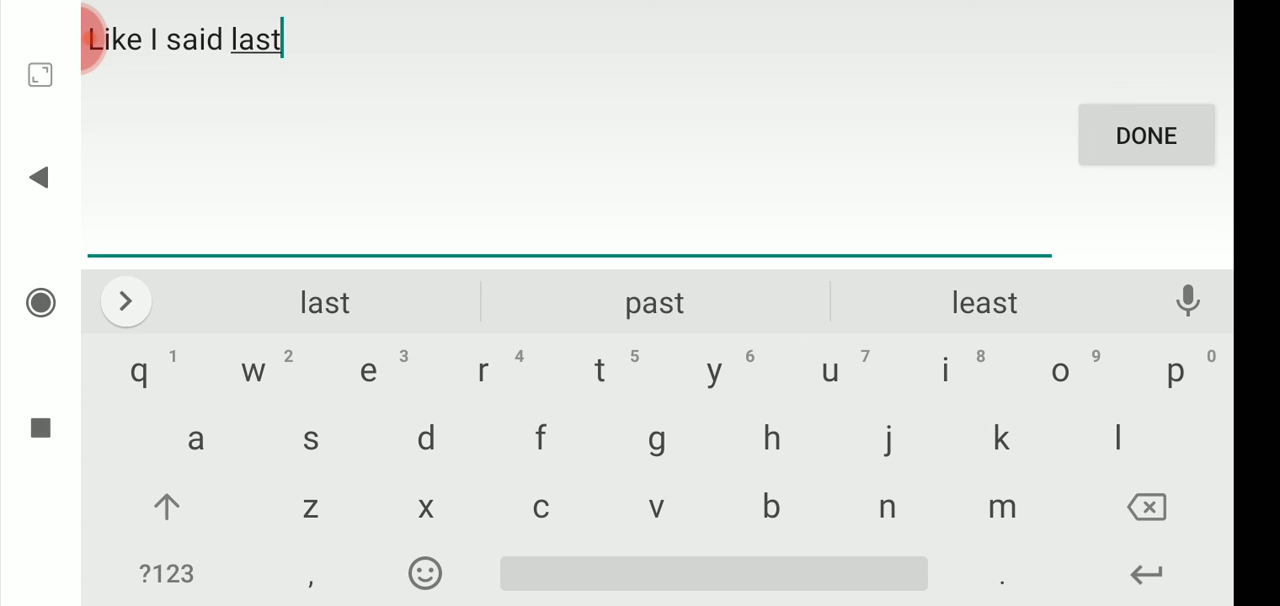 Like I said last
DONE
last past least
q 1 w 2 e 3 r 4 t 5 y 6 u 7 i 8 o 9 p 0
a s d f g h j k l
z x c v b n m
?123 , .